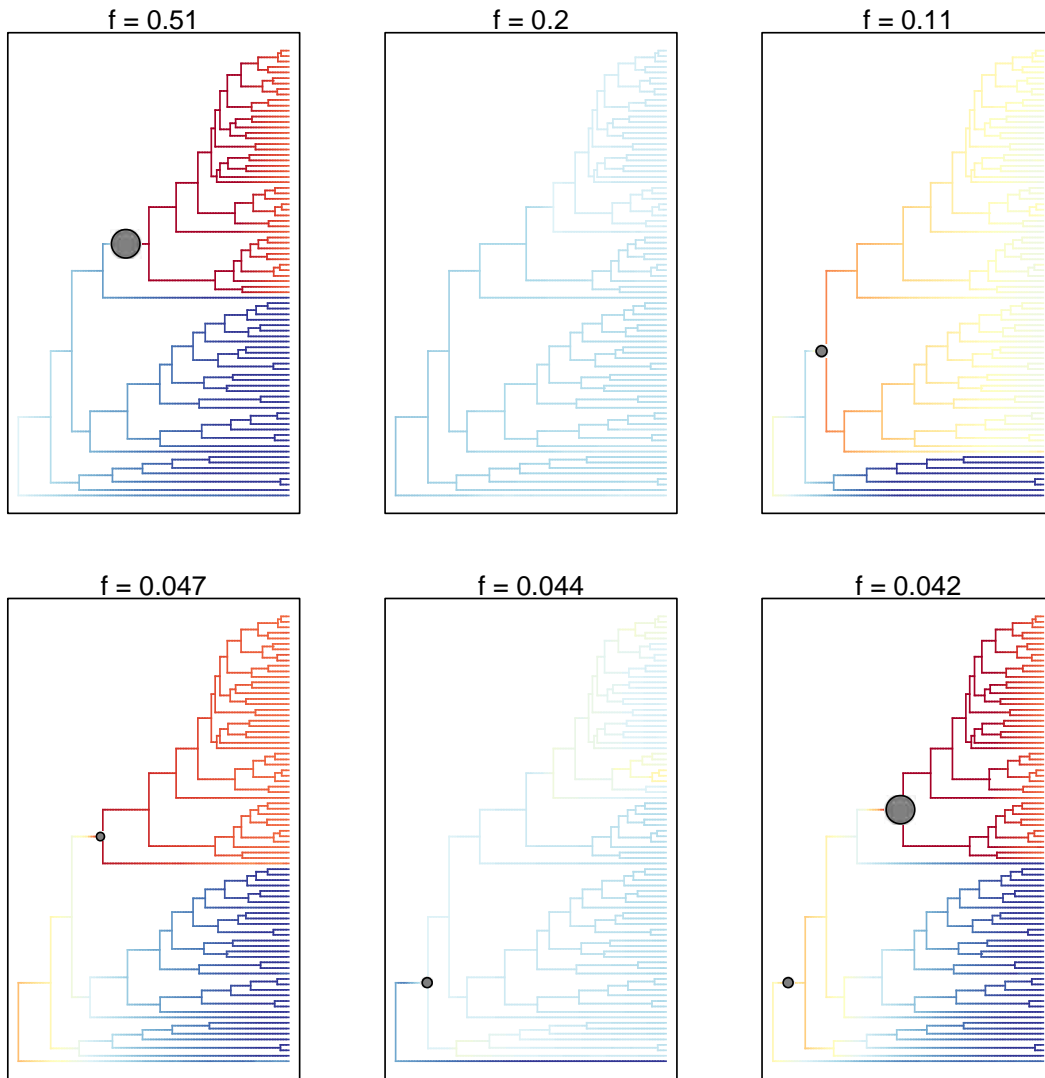 f = 0.51
f = 0.2
f = 0.11
f = 0.047
f = 0.044
f = 0.042